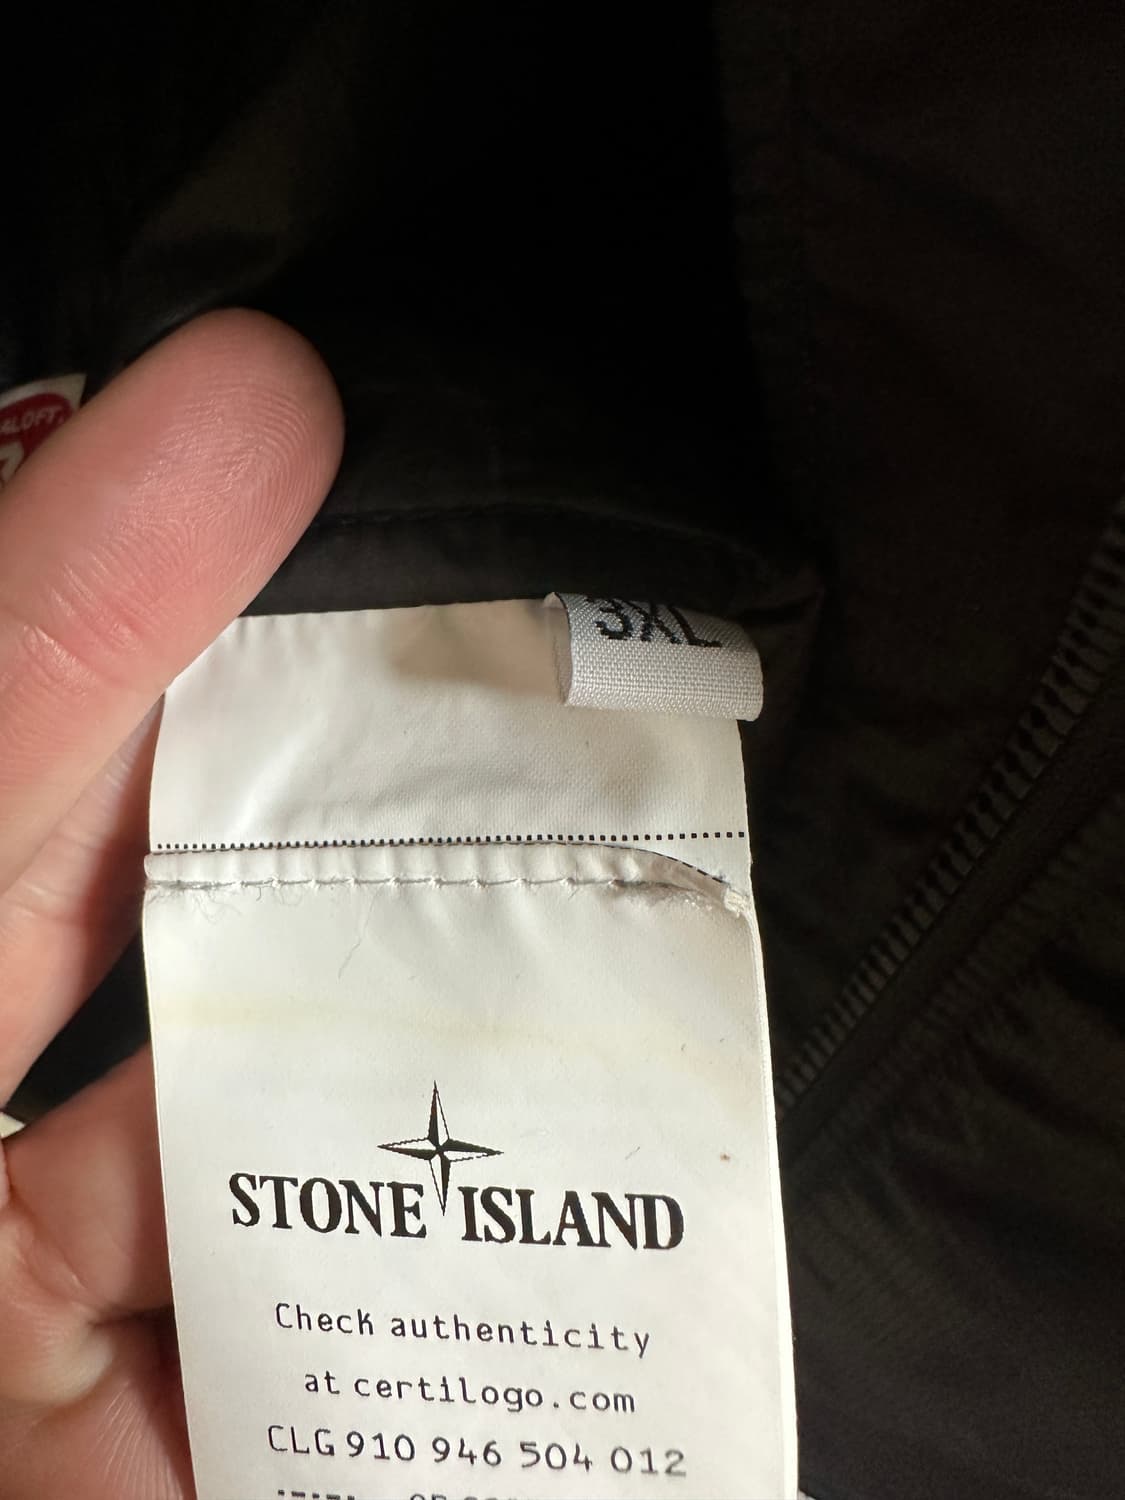 3XL
STONE ISLAND
Check authenticity
at certilogo.com
CLG 910 946 504 012